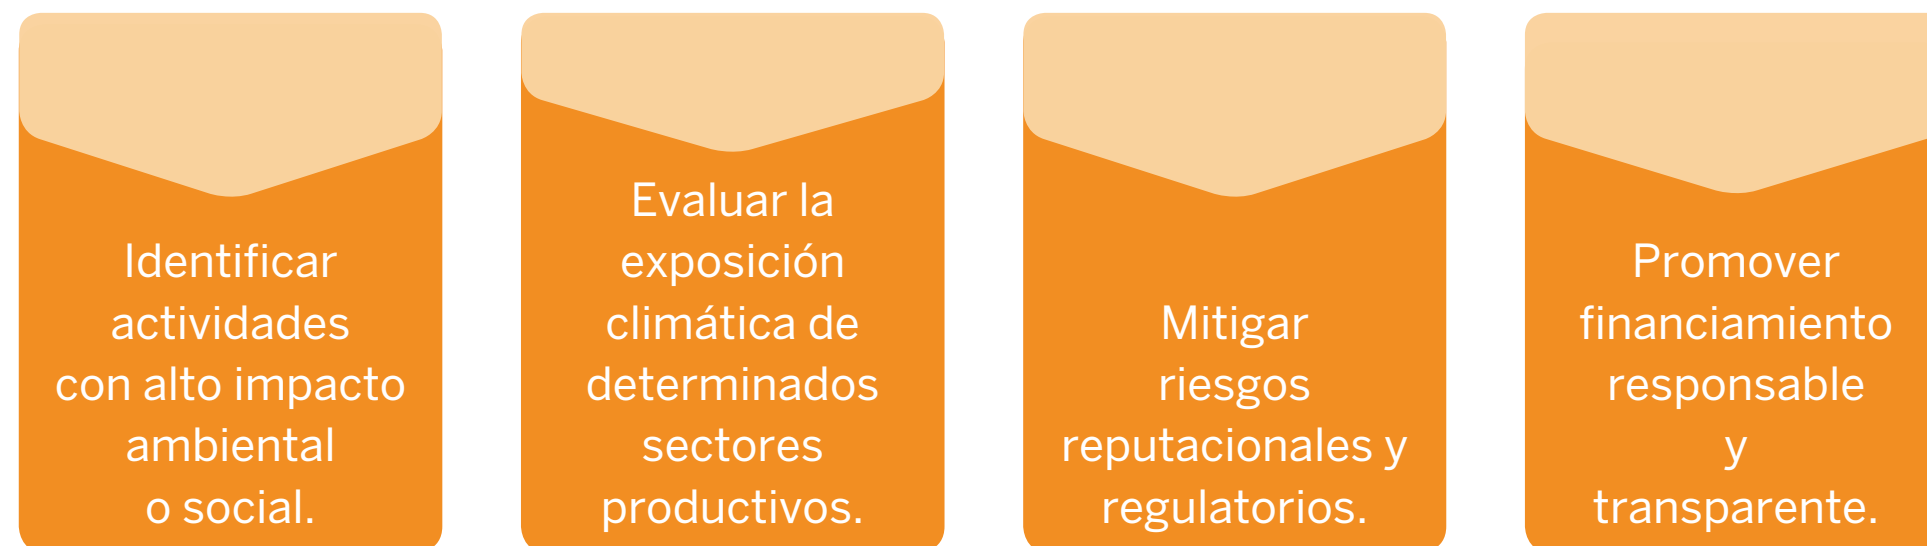 Identificar
actividades
con alto impacto
ambiental
o social.
Evaluar la
exposición
climática de
determinados
sectores
productivos.
Mitigar
riesgos
reputacionales y
regulatorios.
Promover
financiamiento
responsable
y
transparente.